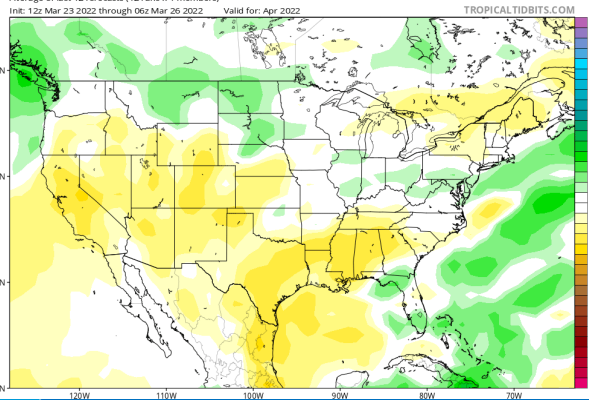 Init: 12z Mar 23 2022 through 06z Mar 26 2022 Valid for: Apr 2022
TROPICALTIDBITS.COM
120W 110W 100W 90W 80W 70W